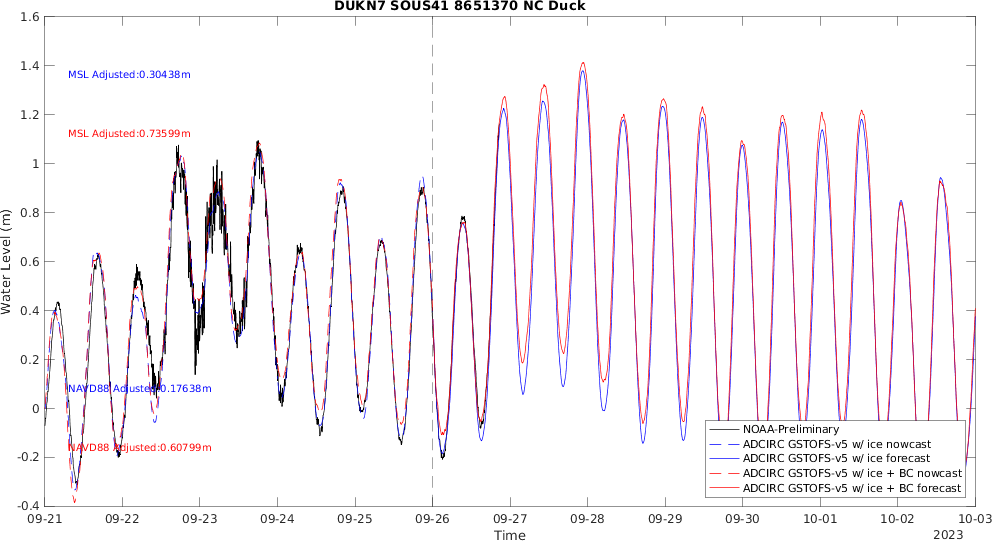 DUKN7 SOUS41 8651370 NC Duck
Water Level (m)
1.6
1.4
1.2
1
0.8
0.6
0.4
0.2
0
-0.2
-0.4
MSL Adjusted:0.30438m
MSL Adjusted:0.73599m
NAVD88 Adjusted:0.17638m
NAVD88 Adjusted:0.60799m
NOAA-Preliminary
ADCIRC GSTOFS-v5 w/ ice nowcast
ADCIRC GSTOFS-v5 w/ ice forecast
ADCIRC GSTOFS-v5 w/ ice + BC nowcast
ADCIRC GSTOFS-v5 w/ ice + BC forecast
09-21 09-22 09-23 09-24 09-25 09-26 09-27 09-28 09-29 09-30 10-01 10-02 10-03
Time
2023